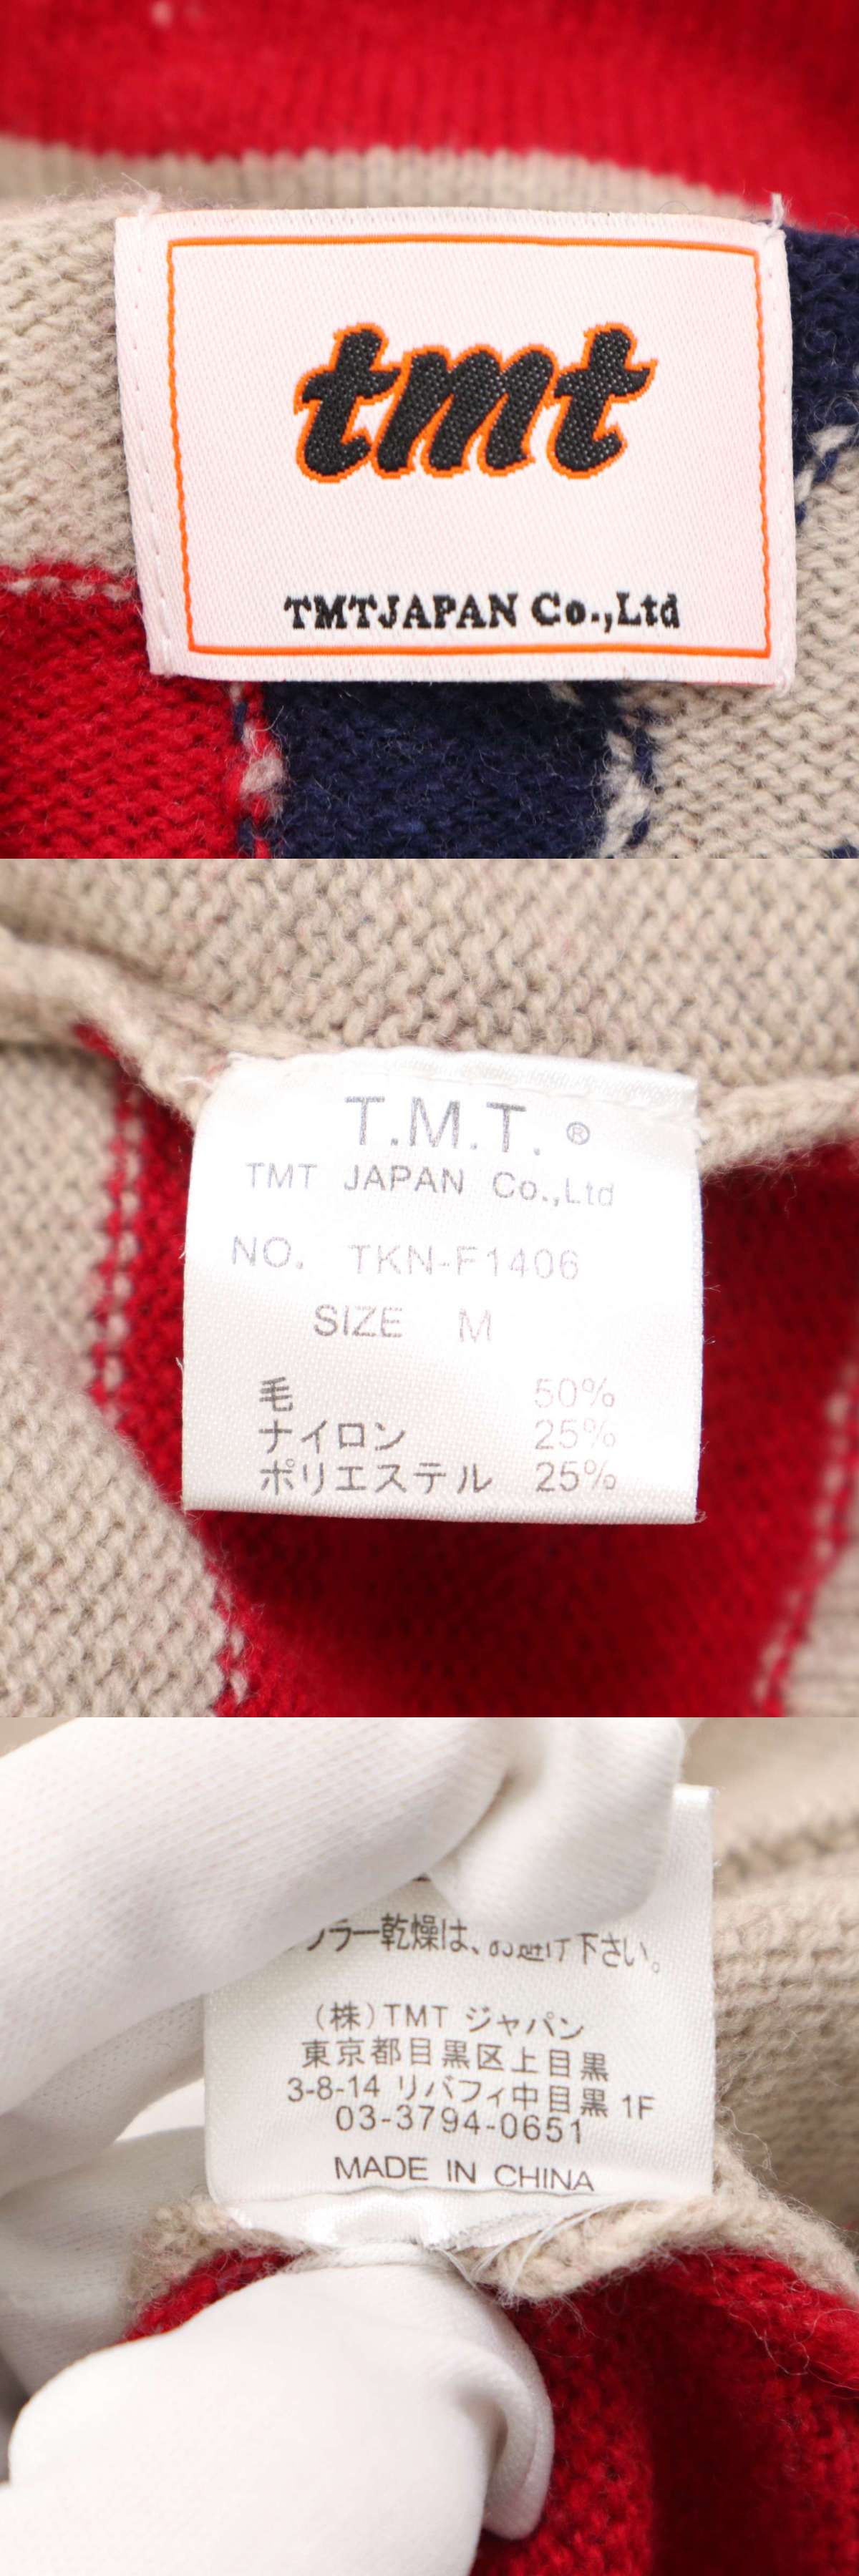 tmt
TMTJAPAN Co.,Ltd
T.M.T. ®
TMT JAPAN Co.,Ltd
NO. TKN-F1406
SIZE M
毛 50%
ナイロン 25%
ポリエステル 25%
ンラー乾燥は、お避け下さい。
(株)TMT ジャパン
東京都目黒区上目黒
3-8-14 リバフィ中目黒 1F
03-3794-0651
MADE IN CHINA